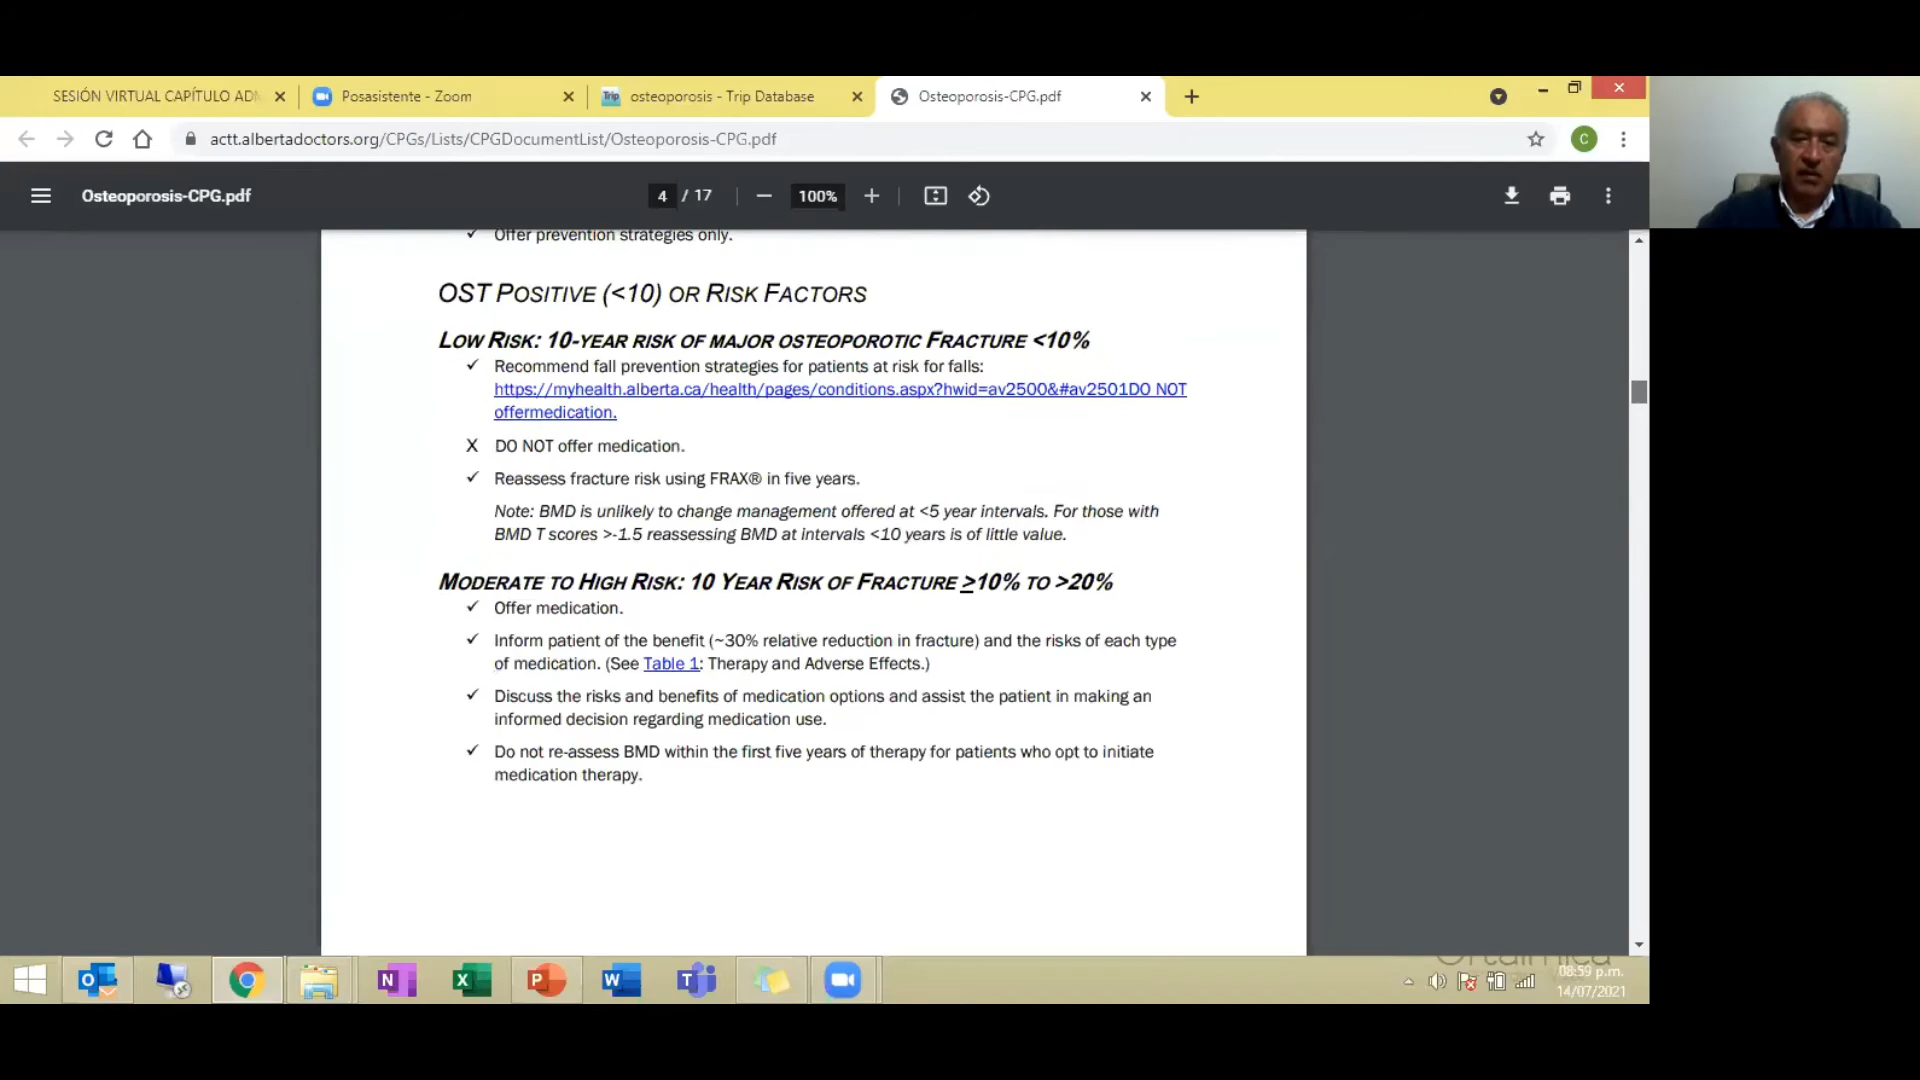 SESIÓN VIRTUAL CAPÍTULO ADM
Posasistente - Zoom
Trip
osteoporosis - Trip Database
Osteoporosis-CPG.pdf
actt.albertadoctors.org/CPGs/Lists/CPGDocumentList/Osteoporosis-CPG.pdf
C
Osteoporosis-CPG.pdf
4 / 17
100%
✓ Offer prevention strategies only.
OST POSITIVE (<10) OR RISK FACTORS
LOW RISK: 10-YEAR RISK OF MAJOR OSTEOPOROTIC FRACTURE <10%
✓ Recommend fall prevention strategies for patients at risk for falls:
https://myhealth.alberta.ca/health/pages/conditions.aspx?hwid=av2500&#av2501DO NOT
offermedication.
X DO NOT offer medication.
✓ Reassess fracture risk using FRAX® in five years.
Note: BMD is unlikely to change management offered at <5 year intervals. For those with
BMD T scores >-1.5 reassessing BMD at intervals <10 years is of little value.
MODERATE TO HIGH RISK: 10 YEAR RISK OF FRACTURE ≥10% TO >20%
✓ Offer medication.
✓ Inform patient of the benefit (~30% relative reduction in fracture) and the risks of each type
of medication. (See Table 1: Therapy and Adverse Effects.)
✓ Discuss the risks and benefits of medication options and assist the patient in making an
informed decision regarding medication use.
✓ Do not re-assess BMD within the first five years of therapy for patients who opt to initiate
medication therapy.
08:59 p.m.
14/07/2021